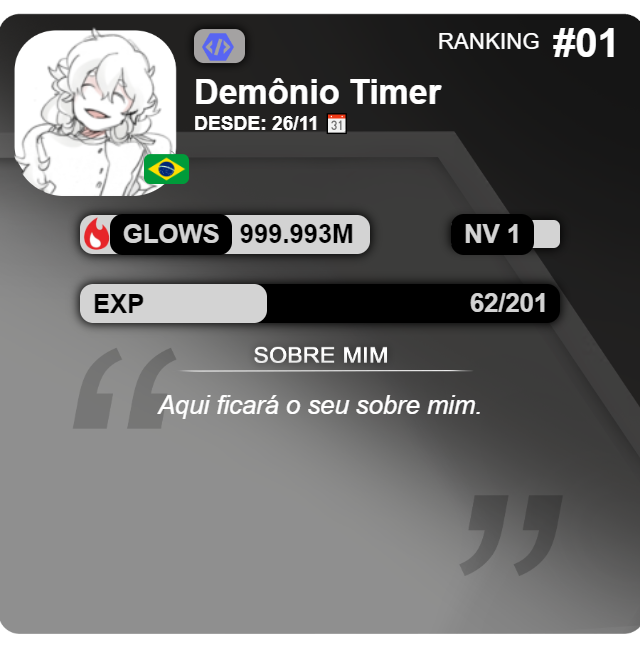 RANKING #01
Demônio Timer
DESDE: 26/11 31
GLOWS 999.993M
NV 1
EXP 62/201
SOBRE MIM
Aqui ficará o seu sobre mim.